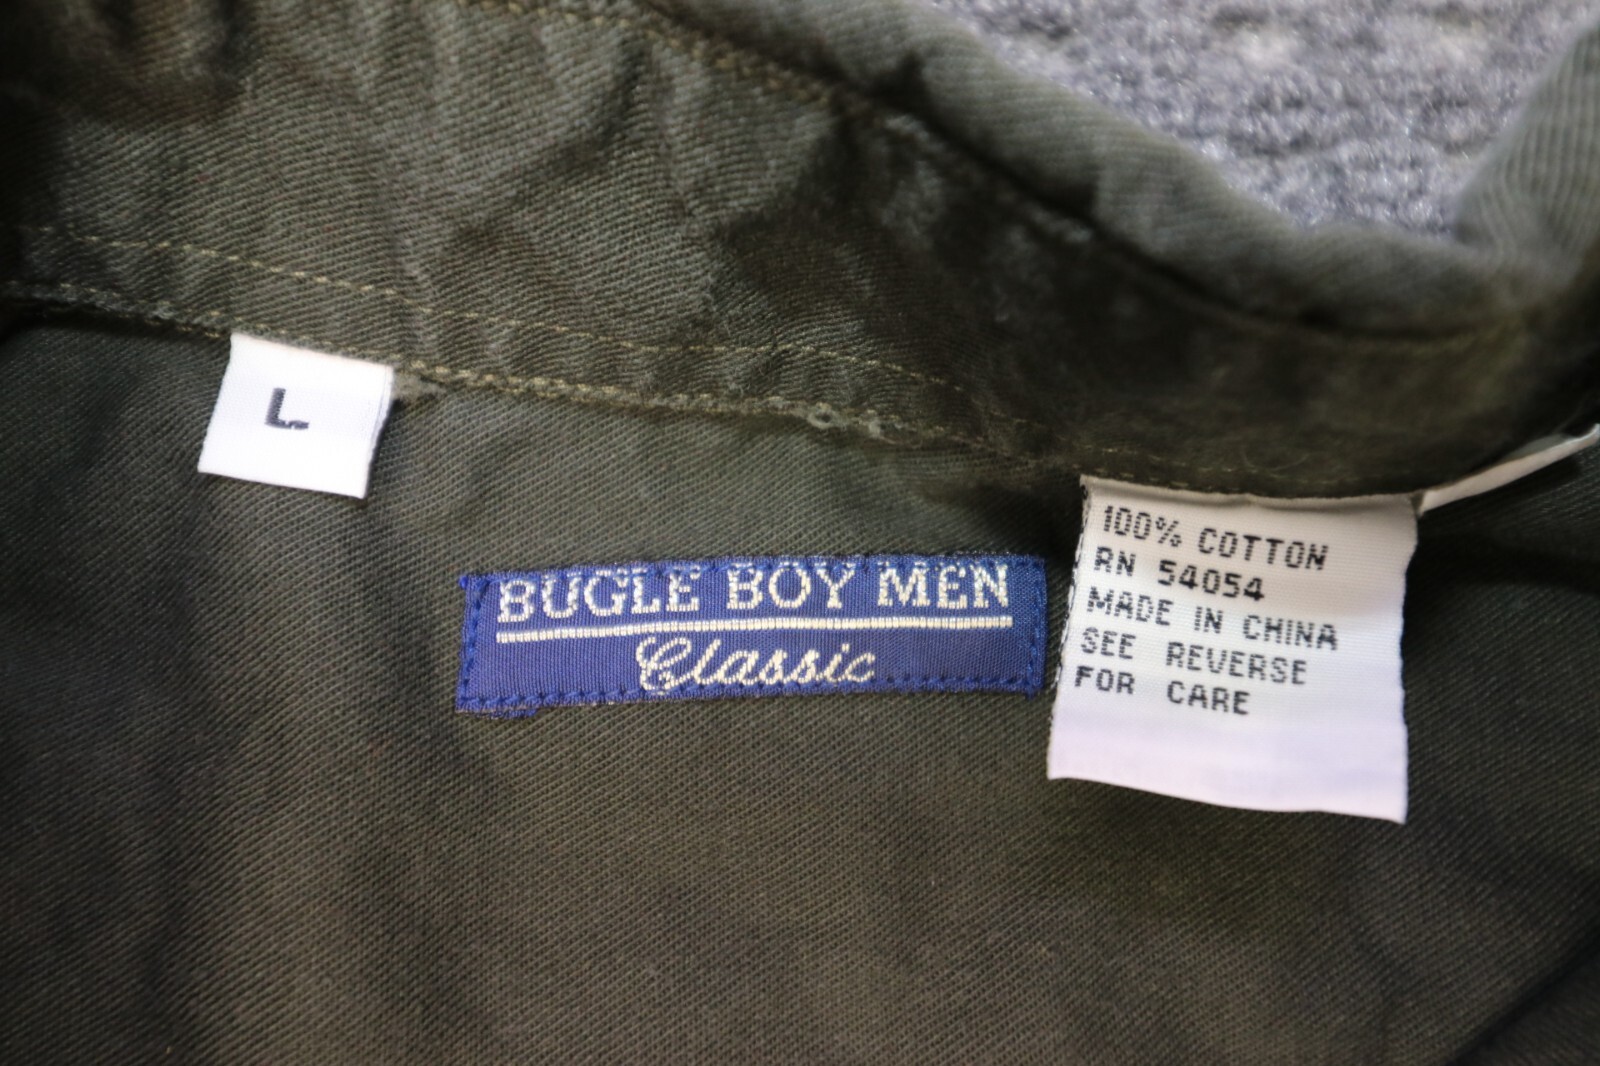 L
BUGLE BOY MEN
Classic
100% COTTON
RN 54054
MADE IN CHINA
SEE REVERSE
FOR CARE